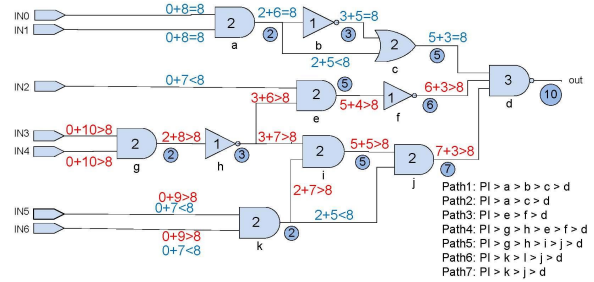 IN0
0+8=8
2
a
2+6=8
2
1
b
3+5=8
3
IN1
0+8=8
2+5<8
2
c
5+3=8
5
IN2
0+7<8
5
2
e
3+6>8
5+4>8
1
f
6+3>8
6
3
d
out
10
IN3
0+10>8
IN4
0+10>8
2
g
2+8>8
2
1
h
3
3+7>8
2
i
5+5>8
5
2
j
7+3>8
7
2+7>8
IN5
0+9>8
0+7<8
IN6
0+9>8
0+7<8
2
k
2+5<8
2
Path1: PI > a > b > c > d
Path2: PI > a > c > d
Path3: PI > e > f > d
Path4: PI > g > h > e > f > d
Path5: PI > g > h > i > j > d
Path6: PI > k > I > j > d
Path7: PI > k > j > d